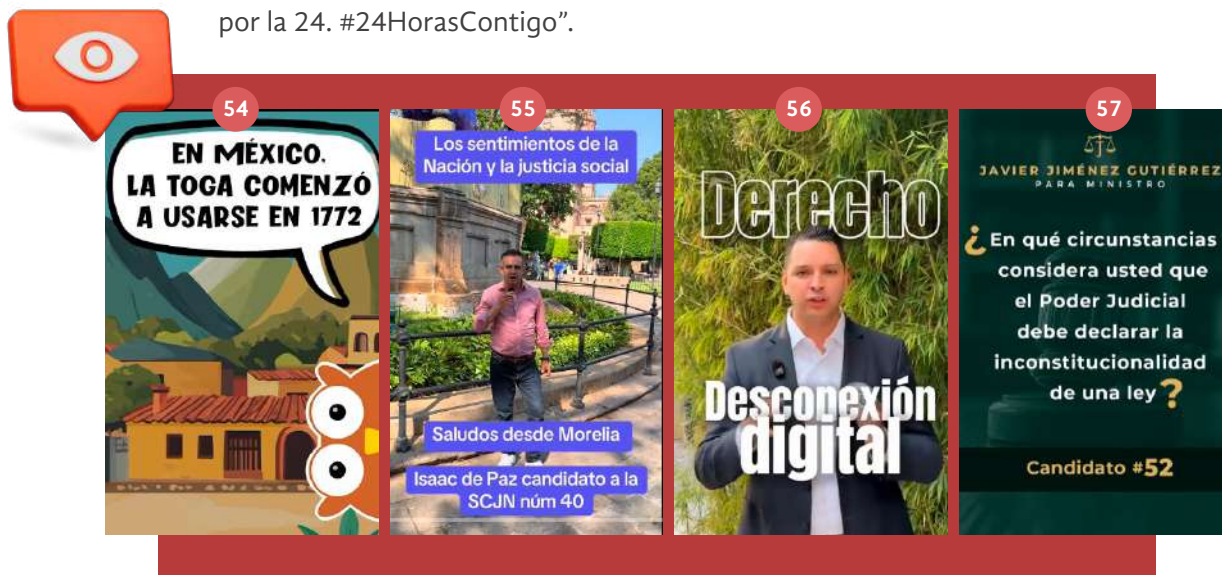 por la 24. #24HorasContigo”.
54
EN MÉXICO.
LA TOGA COMENZÓ
A USARSE EN 1772
55
Los sentimientos de la
Nación y la justicia social
Saludos desde Morelia
Isaac de Paz candidato a la
SCJN núm 40
56
Derecho
Desconexión
digital
57
JAVIER JIMÉNEZ GUTIÉRREZ
PARA MINISTRO
¿En qué circunstancias
considera usted que
el Poder Judicial
debe declarar la
inconstitucionalidad
de una ley?
Candidato #52